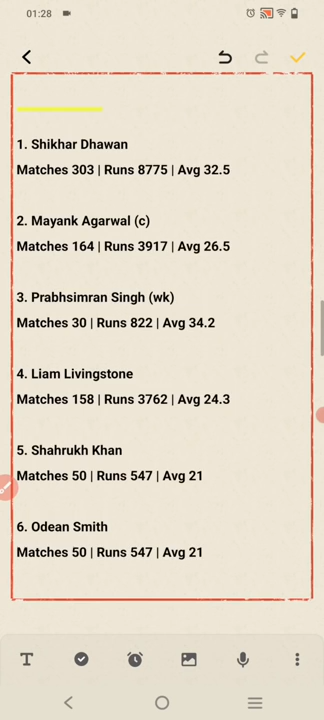 01:28
1. Shikhar Dhawan
Matches 303 | Runs 8775 | Avg 32.5
2. Mayank Agarwal (c)
Matches 164 | Runs 3917 | Avg 26.5
3. Prabhsimran Singh (wk)
Matches 30 | Runs 822 | Avg 34.2
4. Liam Livingstone
Matches 158 | Runs 3762 | Avg 24.3
5. Shahrukh Khan
Matches 50 | Runs 547 | Avg 21
6. Odean Smith
Matches 50 | Runs 547 | Avg 21
T